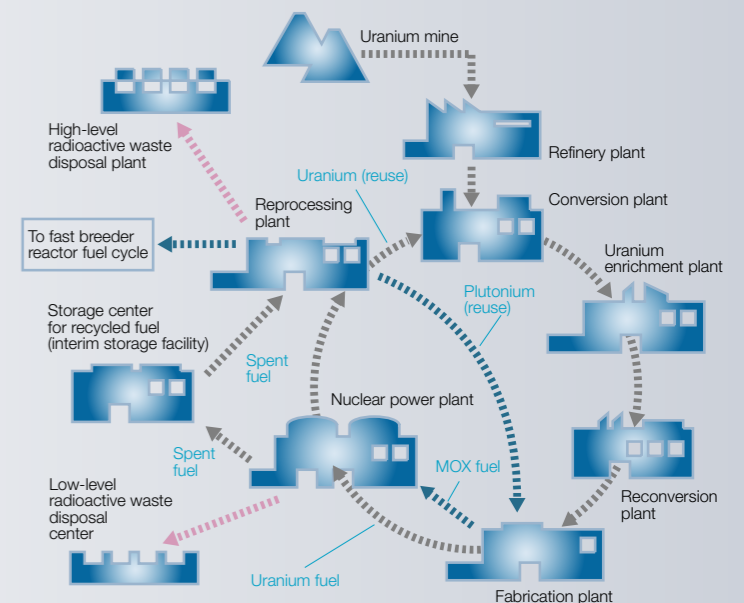 Uranium mine
High-level
radioactive waste
disposal plant
Refinery plant
Uranium (reuse)
Reprocessing
plant
Conversion plant
To fast breeder
reactor fuel cycle
Uranium
enrichment plant
Plutonium
(reuse)
Storage center
for recycled fuel
(interim storage facility)
Spent
fuel
Nuclear power plant
Spent
fuel
MOX fuel
Low-level
radioactive waste
disposal
center
Reconversion
plant
Uranium fuel
Fabrication plant